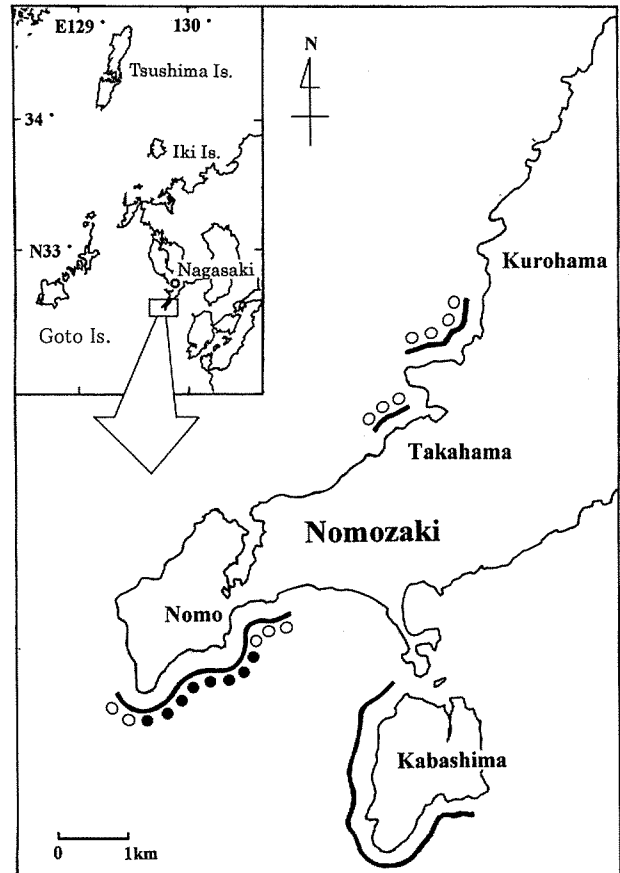 E129° 130°
N
Tsushima Is.
34
Iki Is.
N33°
Nagasaki
Goto Is.
Kurohama
Takahama
Nomozaki
Nomo
Kabashima
0 1km